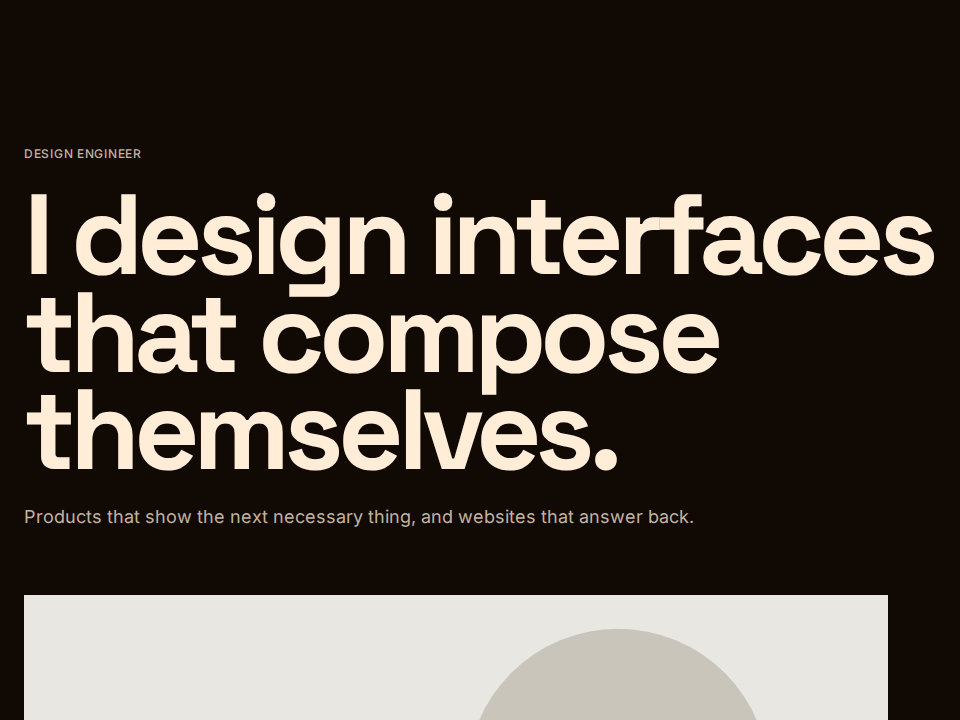 DESIGN ENGINEER
I design interfaces
that compose
themselves.
Products that show the next necessary thing, and websites that answer back.